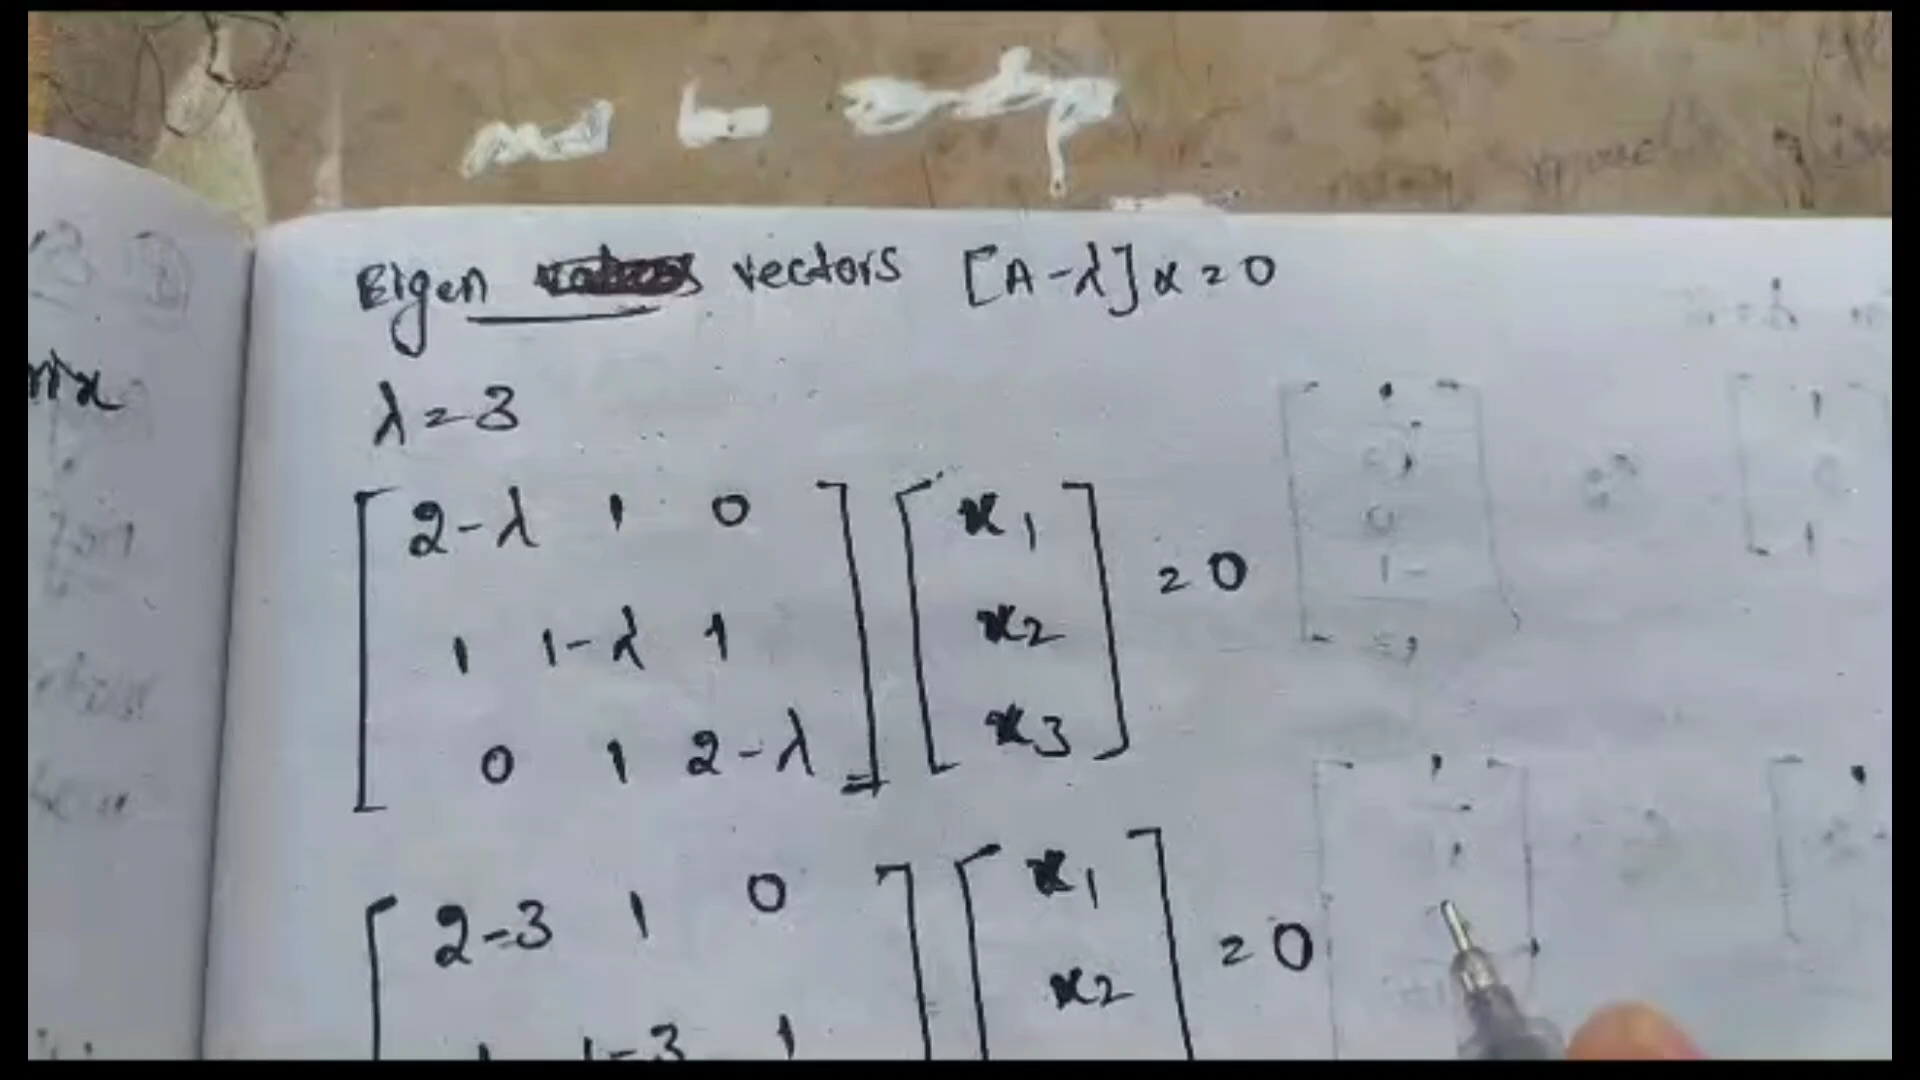 Eigen vectors [A-λ]x=0
λ=3
[2-λ 1 0] [x1]
[1 1-λ 1] [x2] =0
[0 1 2-λ] [x3]
[2-3 1 0] [x1]
[1 1-3 1] [x2] =0